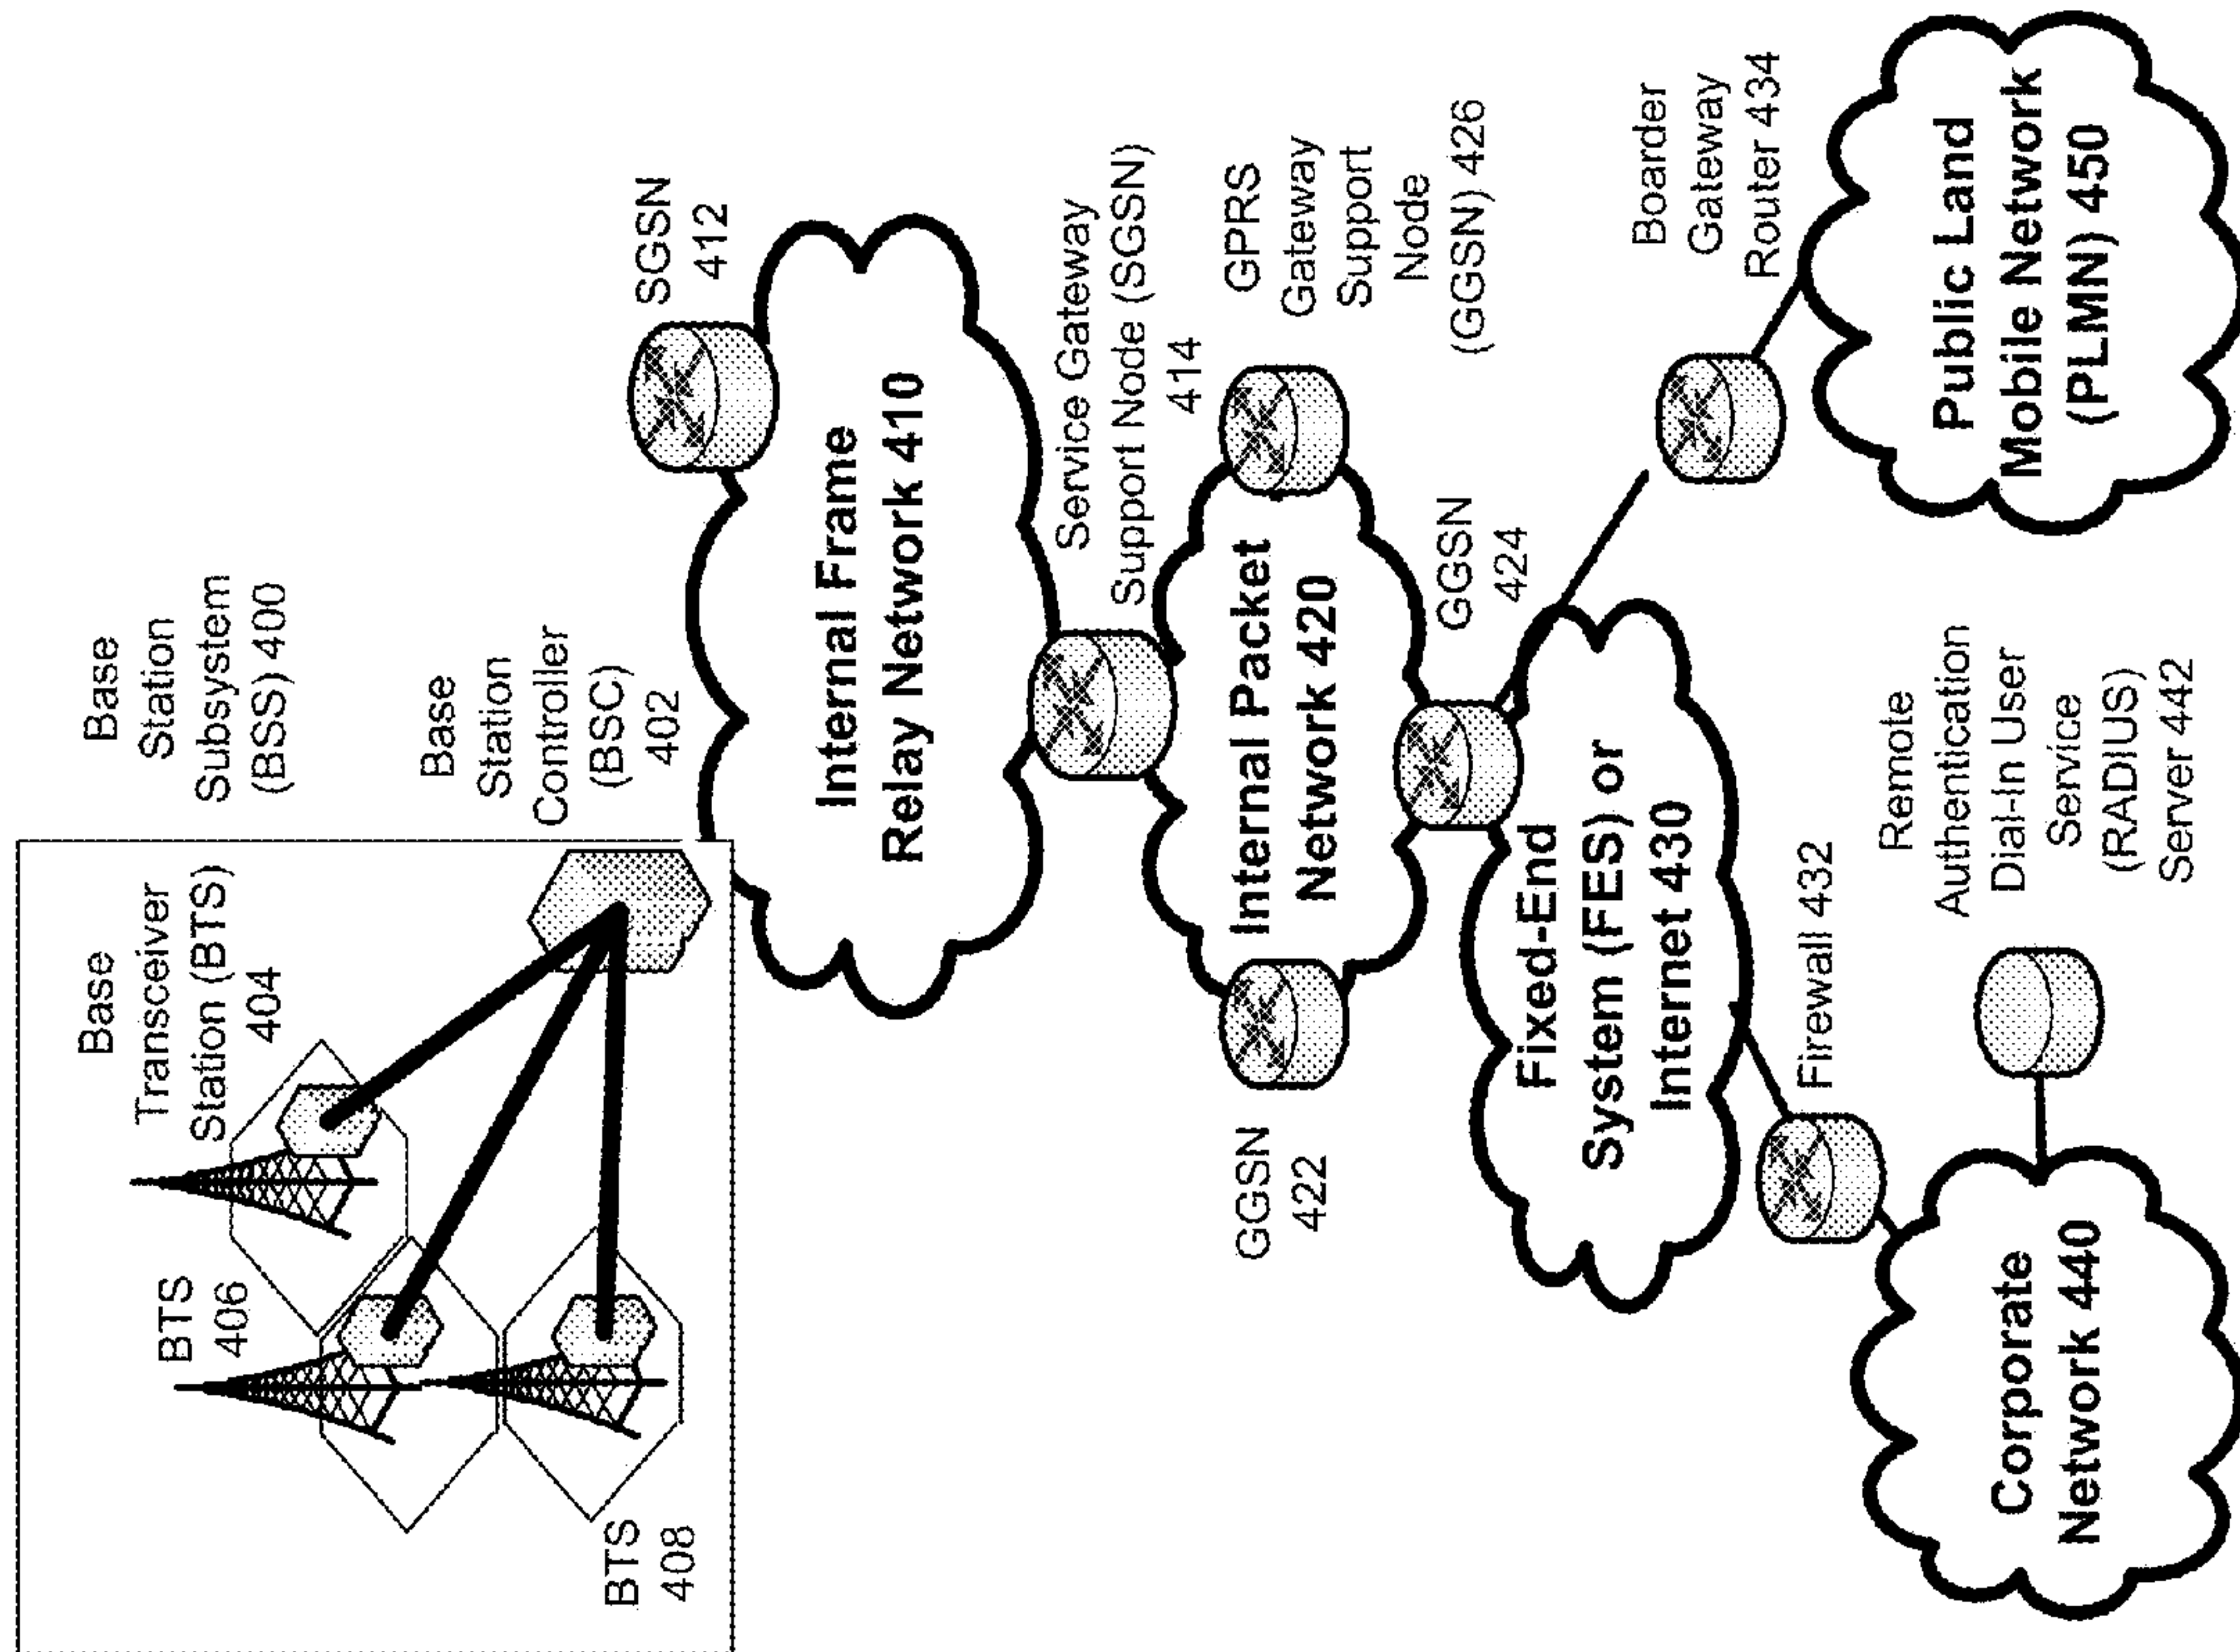 Base
Station
Subsystem
(BSS) 400
Base
Transceiver
Station (BTS)
404
BTS
406
BTS
408
Base
Station
Controller
(BSC)
402
SGSN
412
Internal Frame
Relay Network 410
Service Gateway
Support Node (SGSN)
414
GPRS
Gateway
Support
Node
(GGSN) 426
Internal Packet
Network 420
GGSN
422
GGSN
424
Fixed-End
System (FES) or
Internet 430
Boarder
Gateway
Router 434
Firewall 432
Remote
Authentication
Dial-In User
Service
(RADIUS)
Server 442
Corporate
Network 440
Public Land
Mobile Network
(PLMN) 450